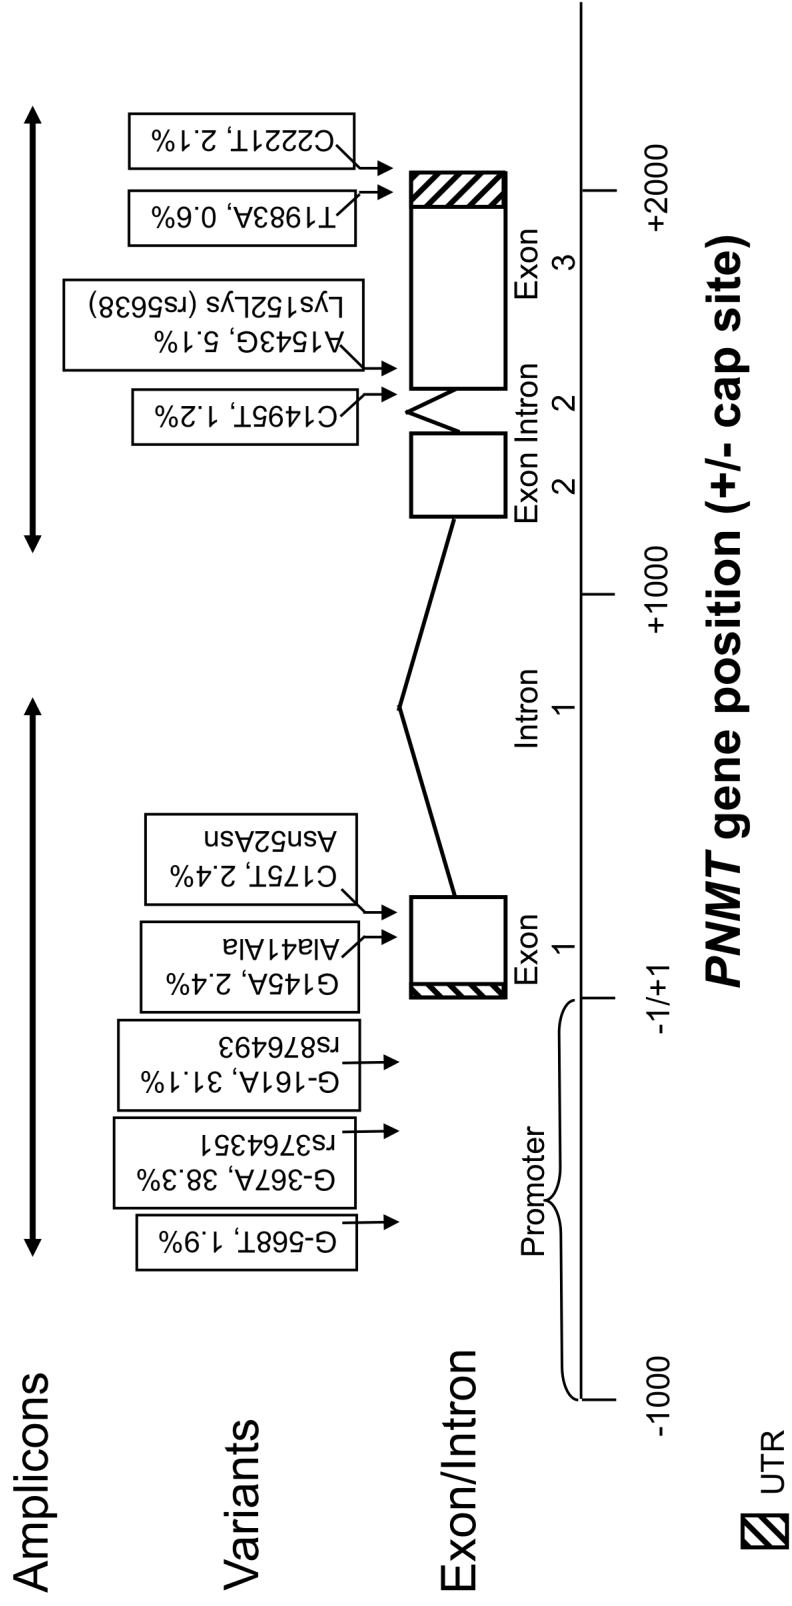 Amplicons
Variants
G-568T, 1.9%
G-367A, 38.3%
rs3764351
G-161A, 31.1%
rs876493
G145A, 2.4%
Ala41Ala
C175T, 2.4%
Asn52Asn
C1495T, 1.2%
A1543G, 5.1%
Lys152Lys (rs5638)
T1983A, 0.6%
C2221T, 2.1%
Exon/Intron
Promoter
Exon
1
Intron
1
Exon
2
Intron
2
Exon
3
-1000
-1/+1
+1000
+2000
PNMT gene position (+/- cap site)
UTR